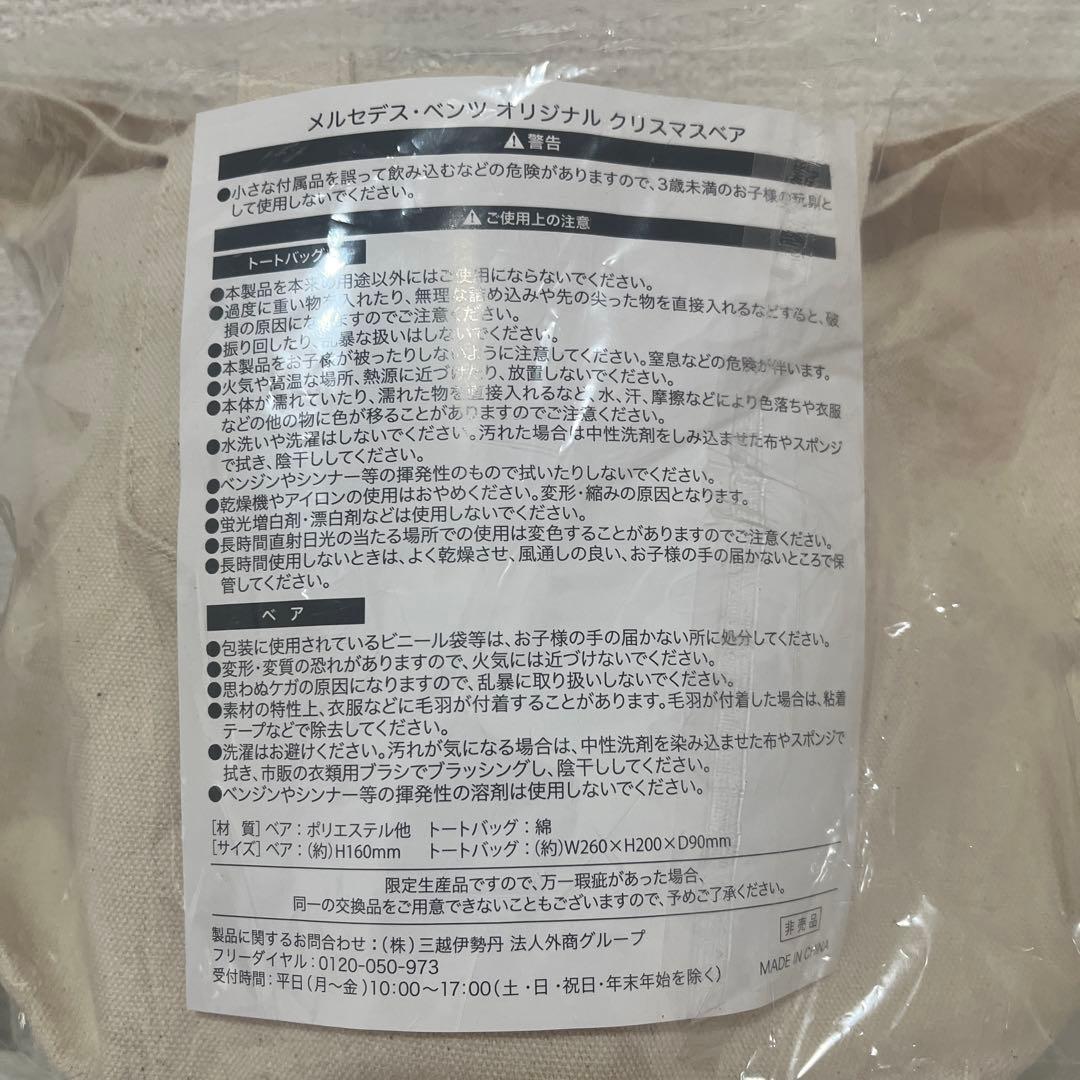 メルセデス・ベンツ オリジナル クリスマスベア
⚠警告
●小さな付属品を誤って飲み込むなどの危険がありますので、3歳未満のお子様の玩具と
して使用しないでください。
⚠ご使用上の注意
トートバッグ
●本製品を本来の用途以外にはご使用にならないでください。
●過度に重い物を入れたり、無理な詰め込みや先の尖った物を直接入れるなどすると、破
損の原因になりますのでご注意ください。
●振り回したり、乱暴な扱いはしないでください。
●本製品をお子様が被ったりしないように注意してください。窒息などの危険が伴います。
●火気や高温な場所、熱源に近づけたり、放置しないでください。
●本体が濡れていたり、濡れた物を直接入れるなど、水、汗、摩擦などにより色落ちや衣服
などの他の物に色が移ることがありますのでご注意ください。
●水洗いや洗濯はしないでください。汚れた場合は中性洗剤をしみ込ませた布やスポンジ
で拭き、陰干ししてください。
●ベンジンやシンナー等の揮発性のもので拭いたりしないでください。
●乾燥機やアイロンの使用はおやめください。変形・縮みの原因となります。
●蛍光増白剤・漂白剤などは使用しないでください。
●長時間直射日光の当たる場所での使用は変色することがありますのでご注意ください。
●長時間使用しないときは、よく乾燥させ、風通しの良い、お子様の手の届かないところで保
管してください。
ベア
●包装に使用されているビニール袋等は、お子様の手の届かない所に処分してください。
●変形・変質の恐れがありますので、火気には近づけないでください。
●思わぬケガの原因になりますので、乱暴に取り扱いしないでください。
●素材の特性上、衣服などに毛羽が付着することがあります。毛羽が付着した場合は、粘着
テープなどで除去してください。
●洗濯はお避けください。汚れが気になる場合は、中性洗剤を染み込ませた布やスポンジで
拭き、市販の衣類用ブラシでブラッシングし、陰干ししてください。
●ベンジンやシンナー等の揮発性の溶剤は使用しないでください。
[材 質] ベア：ポリエステル他 トートバッグ：綿
[サイズ] ベア：(約)H160mm トートバッグ：(約)W260×H200×D90mm
限定生産品ですので、万一瑕疵があった場合、
同一の交換品をご用意できないこともございますので、予めご了承ください。
製品に関するお問合わせ：(株)三越伊勢丹 法人外商グループ
フリーダイヤル：0120-050-973
受付時間：平日(月〜金)10:00〜17:00(土・日・祝日・年末年始を除く)
非売品
MADE IN CHINA